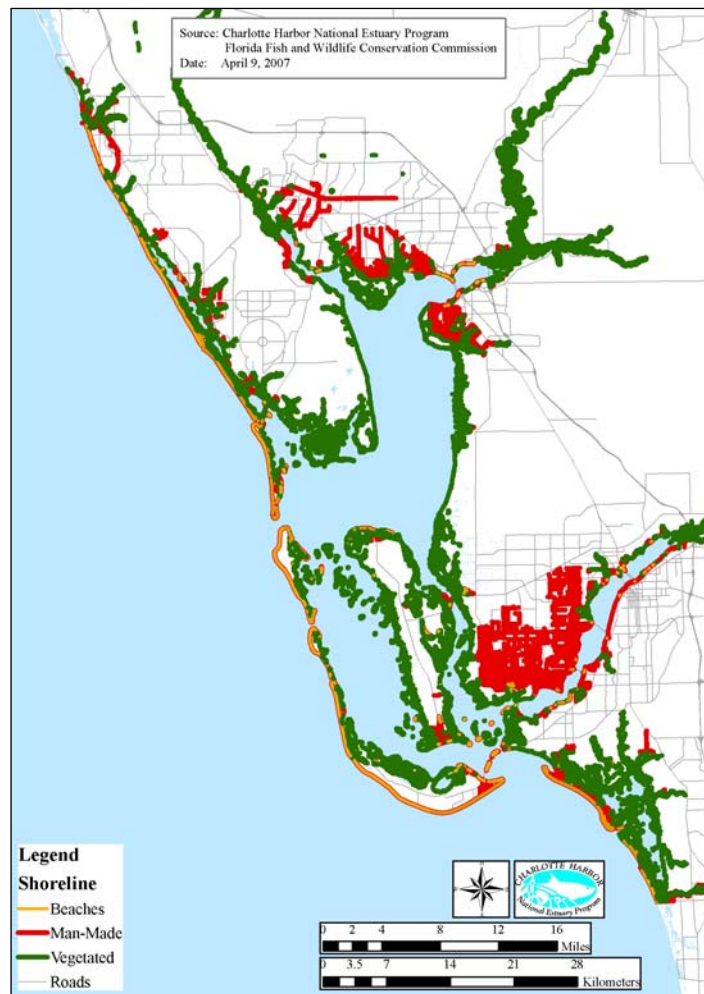 Source: Charlotte Harbor National Estuary Program
Florida Fish and Wildlife Conservation Commission
Date: April 9, 2007
Legend
Shoreline
Beaches
Man-Made
Vegetated
Roads
CHARLOTTE HARBOR
National Estuary Program
0 2 4 8 12 16
Miles
0 3.5 7 14 21 28
Kilometers